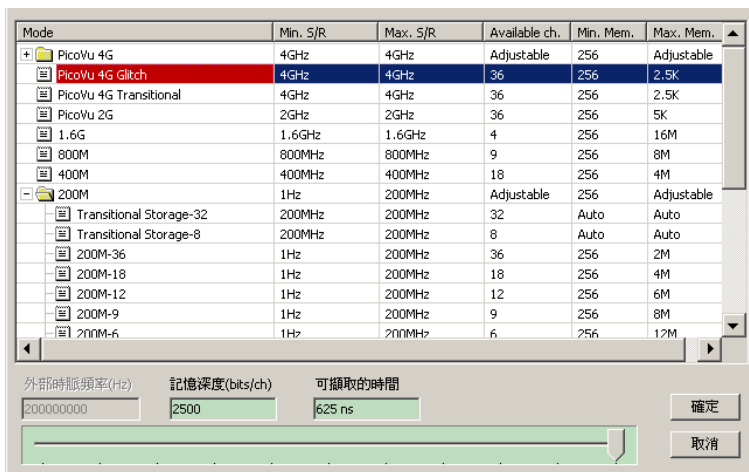 Mode Min. S/R Max. S/R Available ch. Min. Mem. Max. Mem.
PicoVu 4G 4GHz 4GHz Adjustable 256 Adjustable
PicoVu 4G Glitch 4GHz 4GHz 36 256 2.5K
PicoVu 4G Transitional 4GHz 4GHz 36 256 2.5K
PicoVu 2G 2GHz 2GHz 36 256 5K
1.6G 1.6GHz 1.6GHz 4 256 16M
800M 800MHz 800MHz 9 256 8M
400M 400MHz 400MHz 18 256 4M
200M 1Hz 200MHz Adjustable 256 Adjustable
Transitional Storage-32 200MHz 200MHz 32 Auto Auto
Transitional Storage-8 200MHz 200MHz 8 Auto Auto
200M-36 1Hz 200MHz 36 256 2M
200M-18 1Hz 200MHz 18 256 4M
200M-12 1Hz 200MHz 12 256 6M
200M-9 1Hz 200MHz 9 256 8M
200M-6 1Hz 200MHz 6 256 12M
外部時脈頻率(Hz) 記憶深度(bits/ch) 可擷取的時間
200000000 2500 625 ns
確定
取消